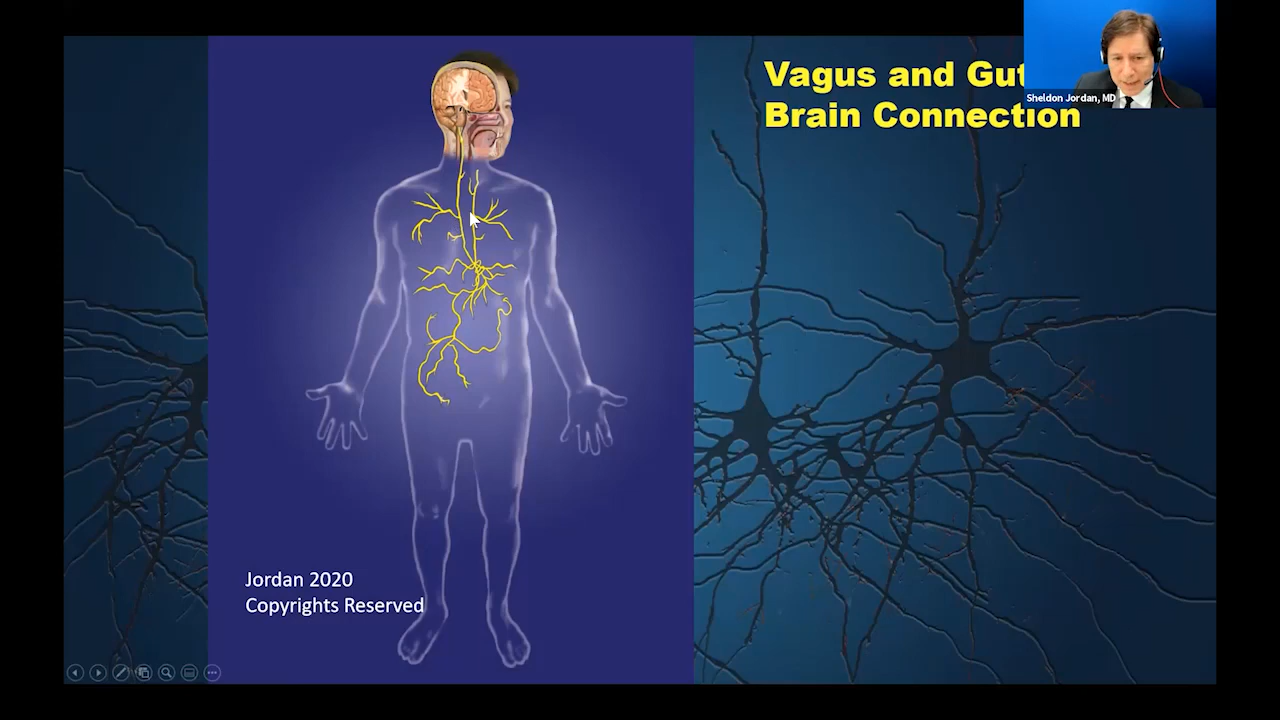 Vagus and Gut
Brain Connection
Sheldon Jordan, MD
Jordan 2020
Copyrights Reserved